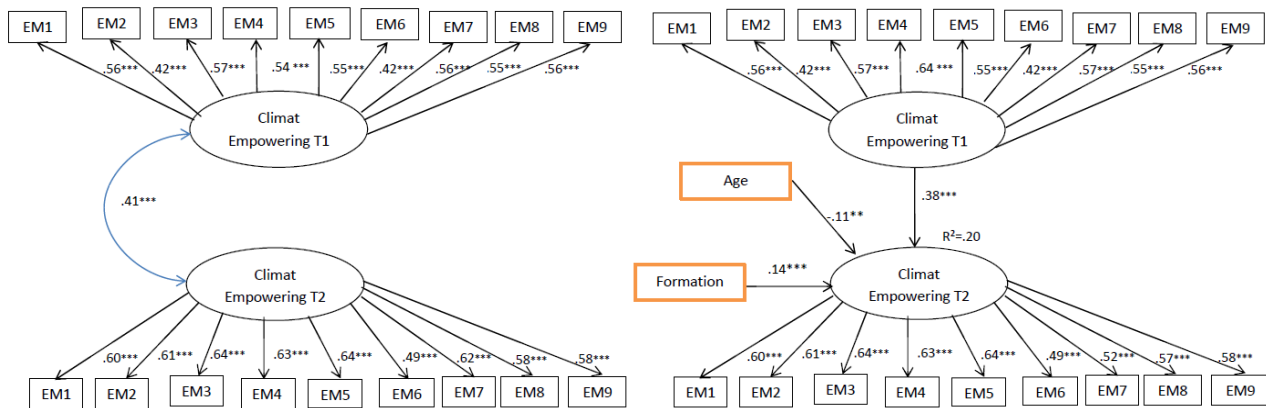 EM1 EM2 EM3 EM4 EM5 EM6 EM7 EM8 EM9
.56*** .42*** .57*** .54 *** .55*** .42*** .56*** .55*** .56***
Climat
Empowering T1
.41***
Climat
Empowering T2
.60*** .61*** .64*** .63*** .64*** .49*** .62*** .58*** .58***
EM1 EM2 EM3 EM4 EM5 EM6 EM7 EM8 EM9
EM1 EM2 EM3 EM4 EM5 EM6 EM7 EM8 EM9
.56*** .42*** .57*** .64 *** .55*** .42*** .57*** .55*** .56***
Climat
Empowering T1
Age
.38***
-.11**
R²=.20
Formation
.14***
Climat
Empowering T2
.60*** .61*** .64*** .63*** .64*** .49*** .52*** .57*** .58***
EM1 EM2 EM3 EM4 EM5 EM6 EM7 EM8 EM9